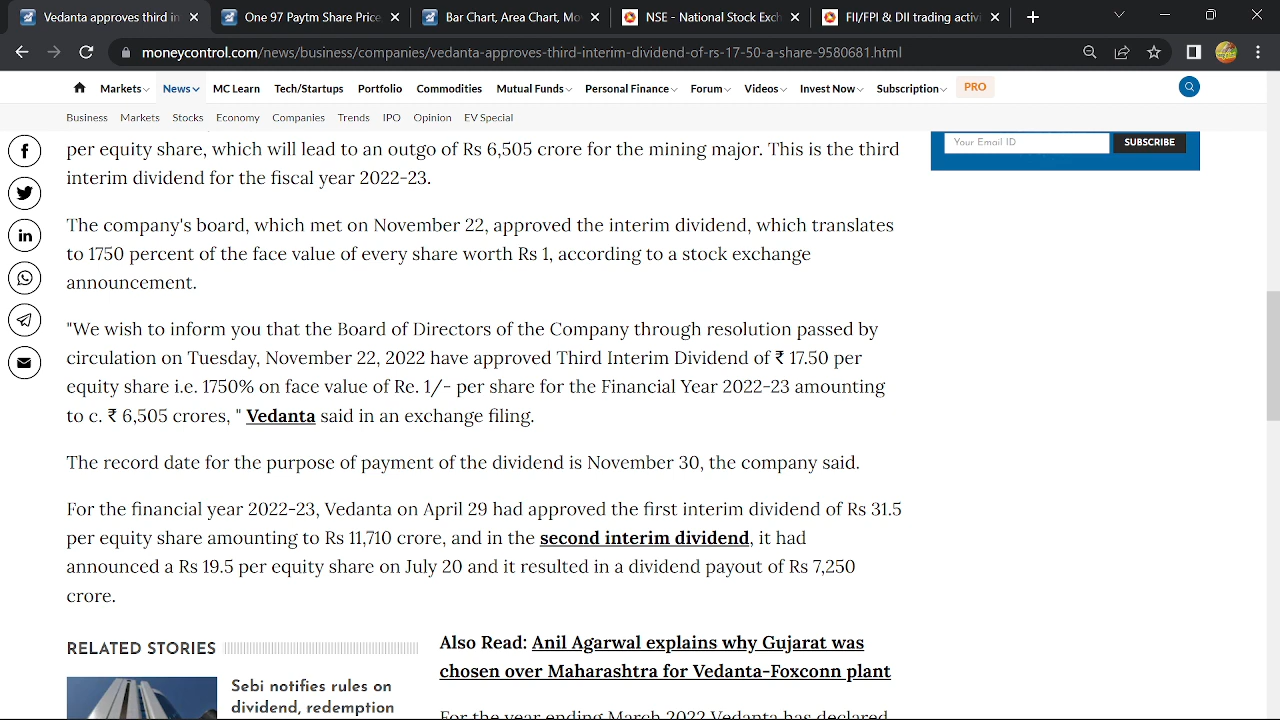 Vedanta approves third in
One 97 Paytm Share Price
Pie Chart, Area Chart, Do
NSE - National Stock Exch
FII/FPI & DII trading activi
moneycontrol.com/news/business/companies/vedanta-approves-third-interim-dividend-of-rs-17-50-a-share-9580681.html
Markets News MC Learn Tech/Startups Portfolio Commodities Mutual Funds Personal Finance Forum Videos Invest Now Subscription PRO
Business Markets Stocks Economy Companies Trends IPO Opinion EV Special
per equity share, which will lead to an outgo of Rs 6,505 crore for the mining major. This is the third
interim dividend for the fiscal year 2022-23.
Your Email ID SUBSCRIBE
The company's board, which met on November 22, approved the interim dividend, which translates
to 1750 percent of the face value of every share worth Rs 1, according to a stock exchange
announcement.
"We wish to inform you that the Board of Directors of the Company through resolution passed by
circulation on Tuesday, November 22, 2022 have approved Third Interim Dividend of ₹ 17.50 per
equity share i.e. 1750% on face value of Re. 1/- per share for the Financial Year 2022-23 amounting
to c. ₹ 6,505 crores, " Vedanta said in an exchange filing.
The record date for the purpose of payment of the dividend is November 30, the company said.
For the financial year 2022-23, Vedanta on April 29 had approved the first interim dividend of Rs 31.5
per equity share amounting to Rs 11,710 crore, and in the second interim dividend, it had
announced a Rs 19.5 per equity share on July 20 and it resulted in a dividend payout of Rs 7,250
crore.
RELATED STORIES
Sebi notifies rules on
dividend, redemption
Also Read: Anil Agarwal explains why Gujarat was
chosen over Maharashtra for Vedanta-Foxconn plant
For the year ending March 2022 Vedanta has declared